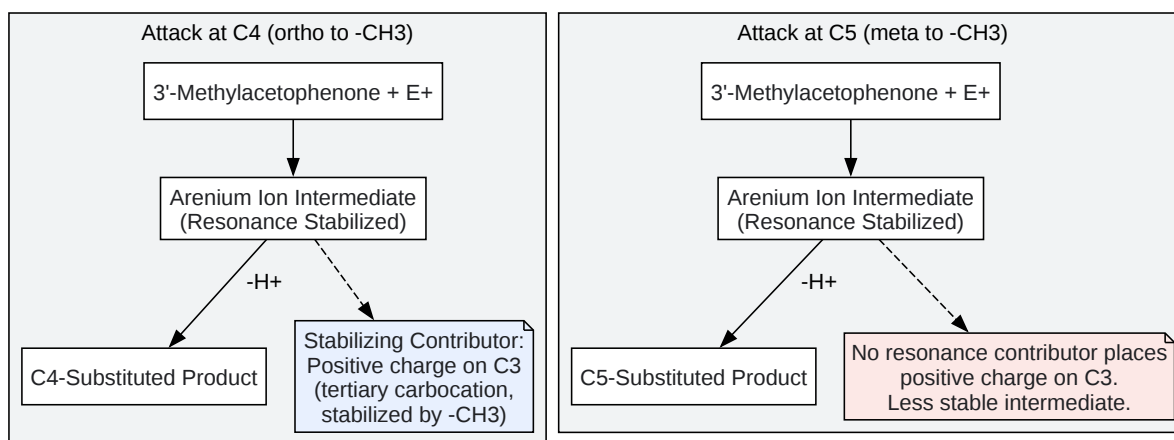 Attack at C4 (ortho to -CH3)
3'-Methylacetophenone + E+
Arenium Ion Intermediate
(Resonance Stabilized)
-H+
C4-Substituted Product
Stabilizing Contributor:
Positive charge on C3
(tertiary carbocation,
stabilized by -CH3)
Attack at C5 (meta to -CH3)
3'-Methylacetophenone + E+
Arenium Ion Intermediate
(Resonance Stabilized)
-H+
C5-Substituted Product
No resonance contributor places
positive charge on C3.
Less stable intermediate.